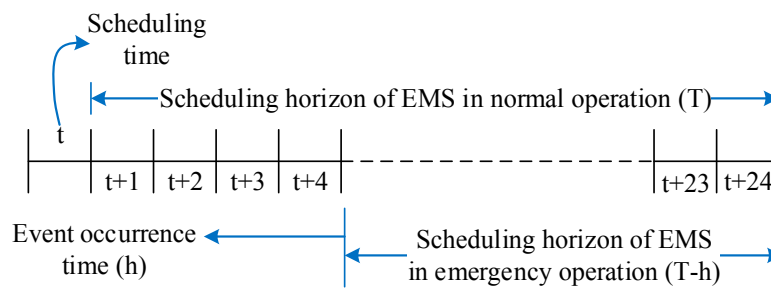 Scheduling
time
Scheduling horizon of EMS in normal operation (T)
t
t+1 t+2 t+3 t+4 t+23 t+24
Event occurrence
time (h)
Scheduling horizon of EMS
in emergency operation (T-h)